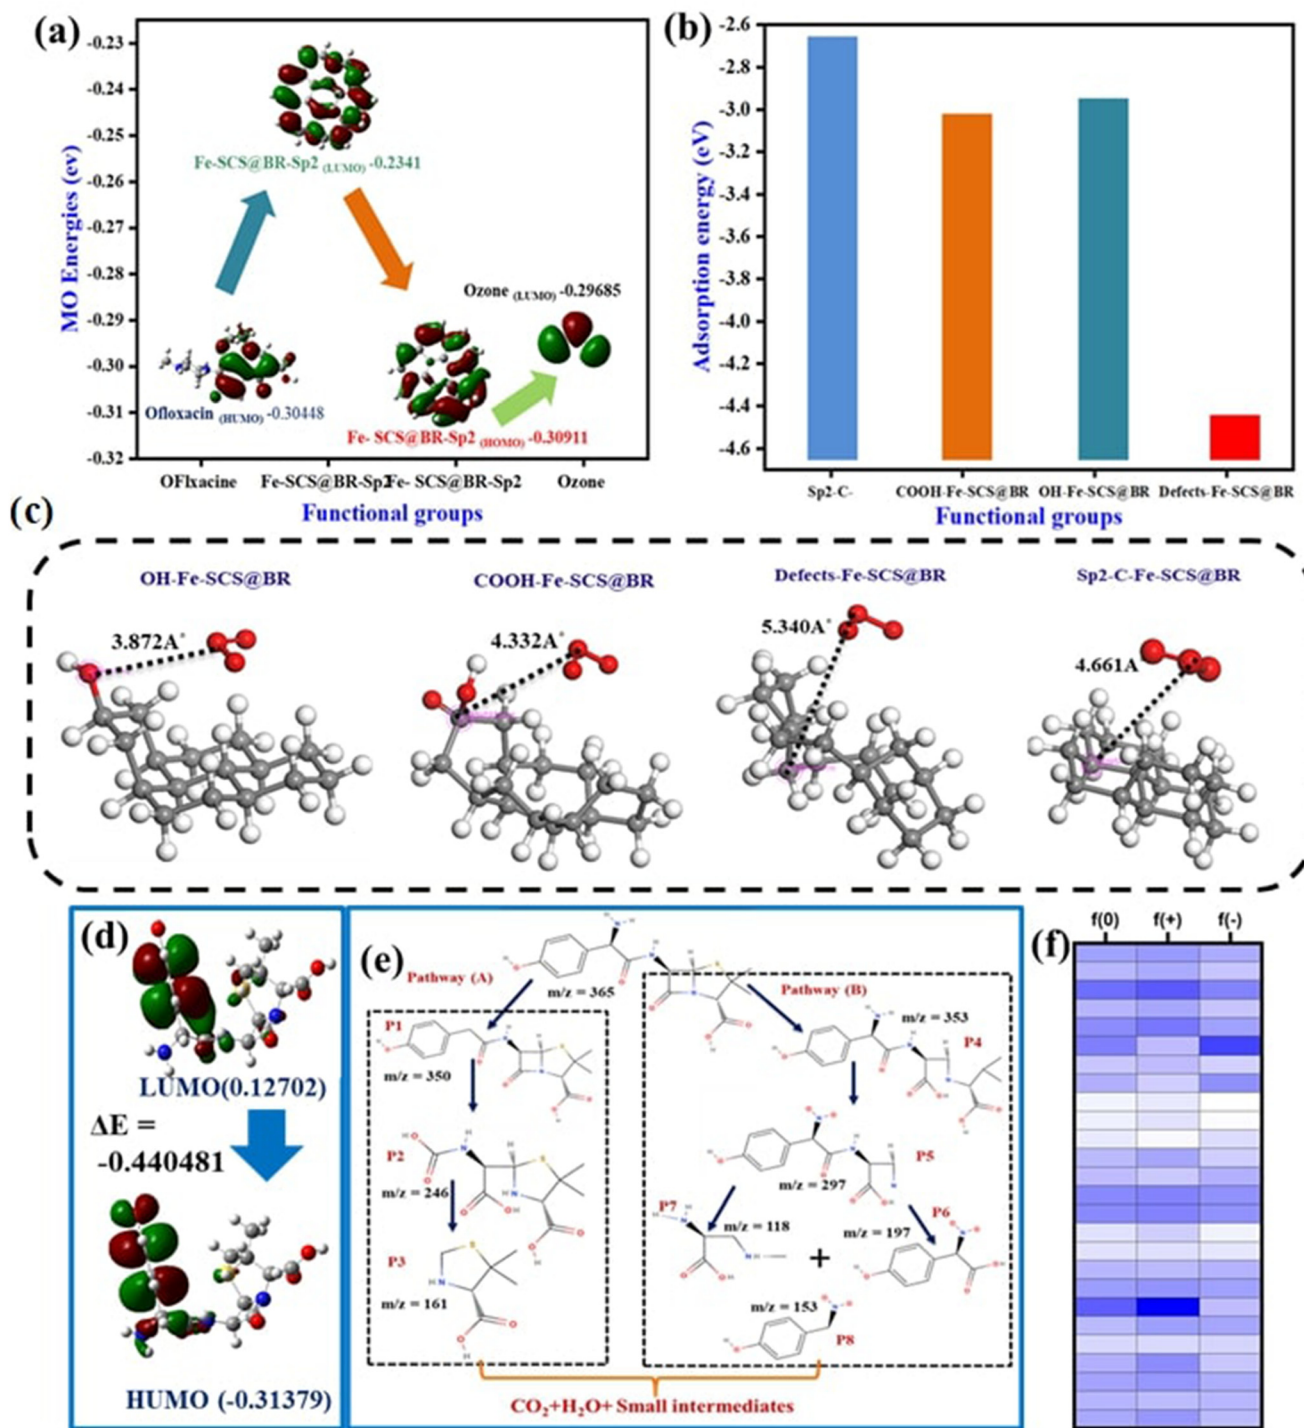 (a)
MO Energies (ev)
-0.23
-0.24
-0.25
-0.26
-0.27
-0.28
-0.29
-0.30
-0.31
-0.32
Fe-SCS@BR-Sp2 (LUMO) -0.2341
Ozone (LUMO) -0.29685
Ofloxacin (HUMO) -0.30448
Fe- SCS@BR-Sp2 (HOMO) -0.30911
OFlxacine
Fe-SCS@BR-Sp2
Fe- SCS@BR-Sp2
Ozone
Functional groups
(b)
Adsorption energy (eV)
-2.6
-2.8
-3.0
-3.2
-3.4
-3.6
-3.8
-4.0
-4.2
-4.4
-4.6
Sp2-C-
COOH-Fe-SCS@BR
OH-Fe-SCS@BR
Defects-Fe-SCS@BR
Functional groups
(c)
OH-Fe-SCS@BR
COOH-Fe-SCS@BR
Defects-Fe-SCS@BR
Sp2-C-Fe-SCS@BR
3.872A°
4.332A°
5.340A°
4.661A
(d)
LUMO(0.12702)
ΔE =
-0.440481
HUMO (-0.31379)
(e)
Pathway (A)
m/z = 365
Pathway (B)
P1
m/z = 350
P2
m/z = 246
P3
m/z = 161
m/z = 353
P4
P5
m/z = 297
P7
m/z = 118
+
P6
m/z = 197
m/z = 153
P8
CO2+H2O+ Small intermediates
(f)
f(0) f(+) f(-)